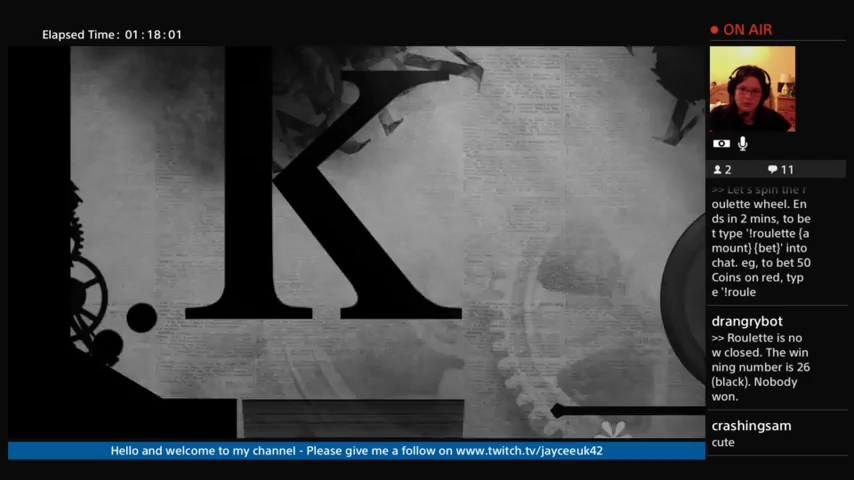 Elapsed Time: 01:18:01
ON AIR
K
2
11
>> Let's spin the r
oulette wheel. En
ds in 2 mins, to be
t type '!roulette {a
mount} {bet}' into
chat. eg, to bet 50
Coins on red, typ
e '!roule
drangrybot
>> Roulette is no
w closed. The win
ning number is 26
(black). Nobody
won.
crashingsam
cute
Hello and welcome to my channel - Please give me a follow on www.twitch.tv/jayceeuk42